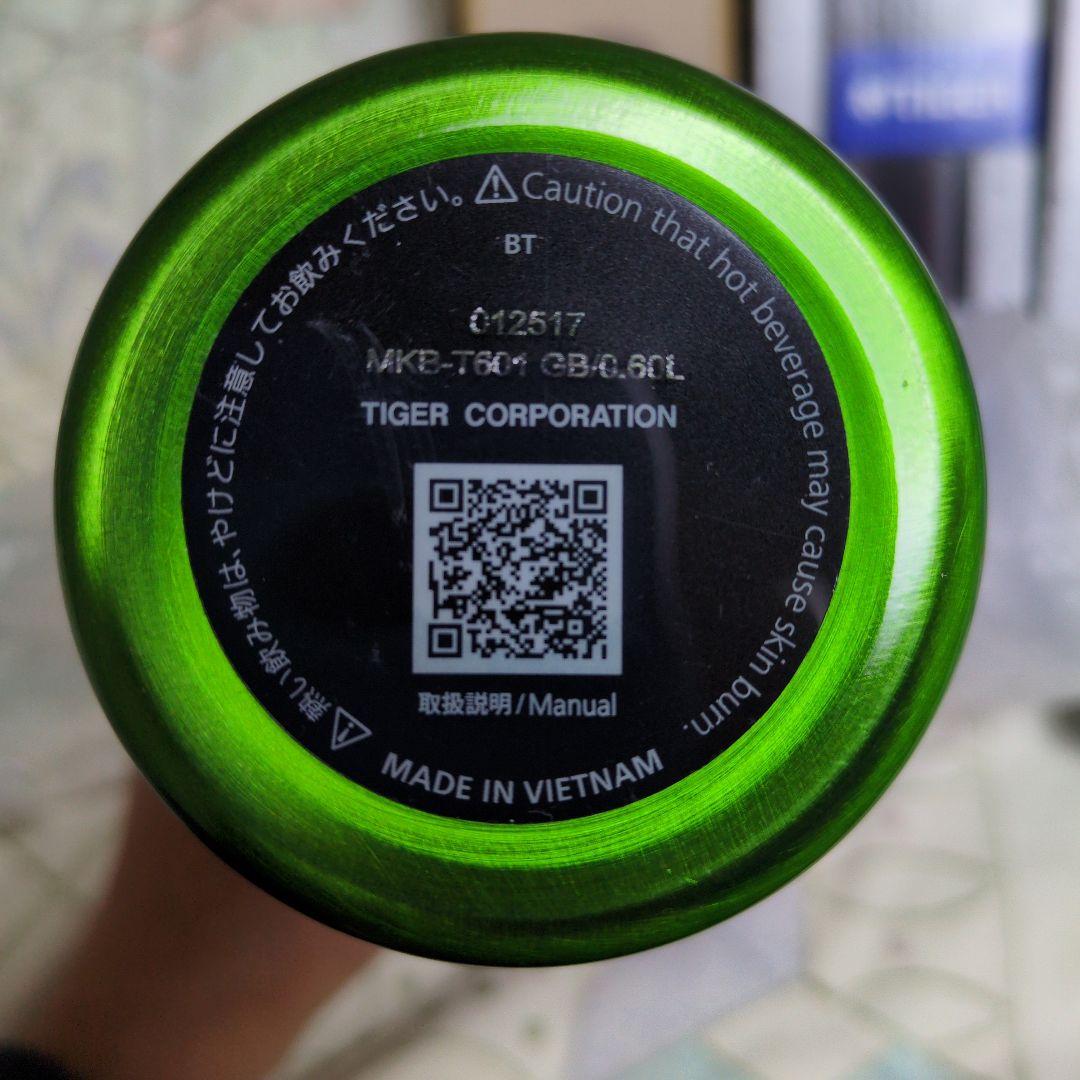 ⚠Caution that hot beverage may cause skin burn.
BT
012517
MKB-T601 GB/0.60L
TIGER CORPORATION
取扱説明/Manual
MADE IN VIETNAM
⚠熱い飲み物は、やけどに注意してお飲みください。
TIGER